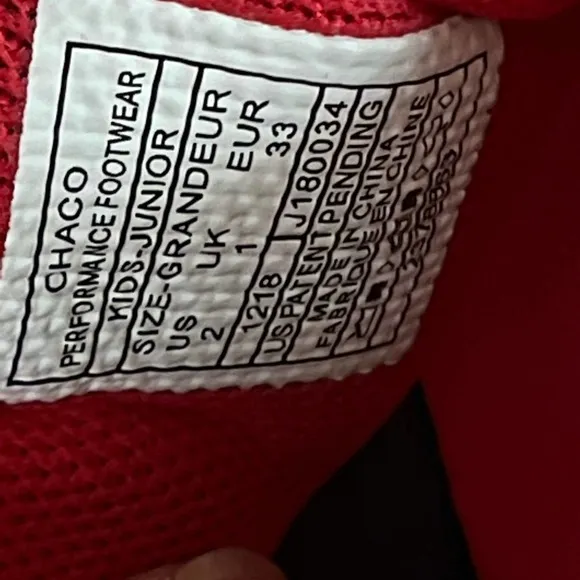 CHACO
PERFORMANCE FOOTWEAR
KIDS-JUNIOR
SIZE-GRANDEUR
US UK EUR
2 1 33
1218 J180034
US PATENT PENDING
MADE IN CHINA
FABRIQUE EN CHINE